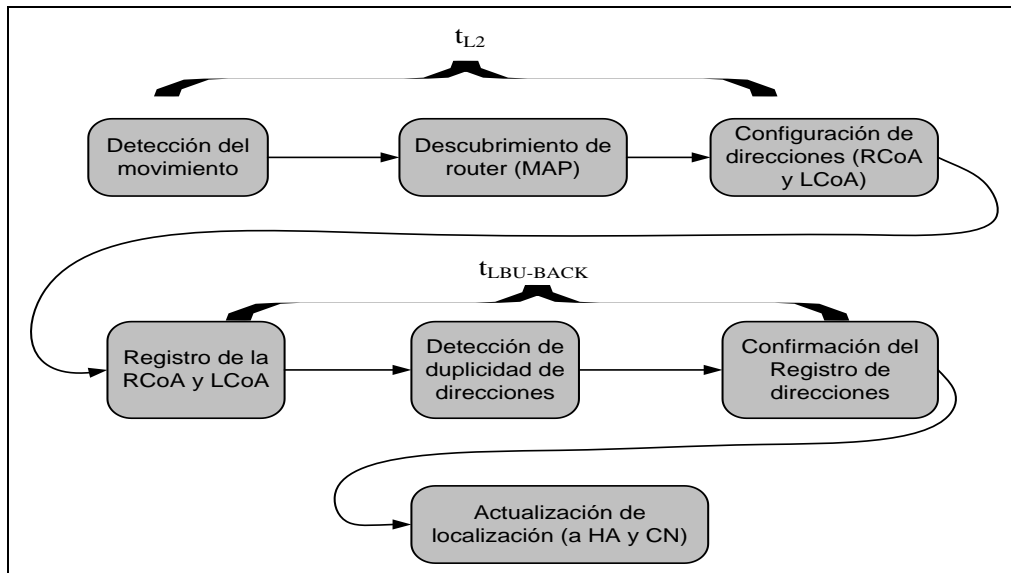 tL2
Detección del
movimiento
Descubrimiento de
router (MAP)
Configuración de
direcciones (RCoA
y LCoA)
tLBU-BACK
Registro de la
RCoA y LCoA
Detección de
duplicidad de
direcciones
Confirmación del
Registro de
direcciones
Actualización de
localización (a HA y CN)